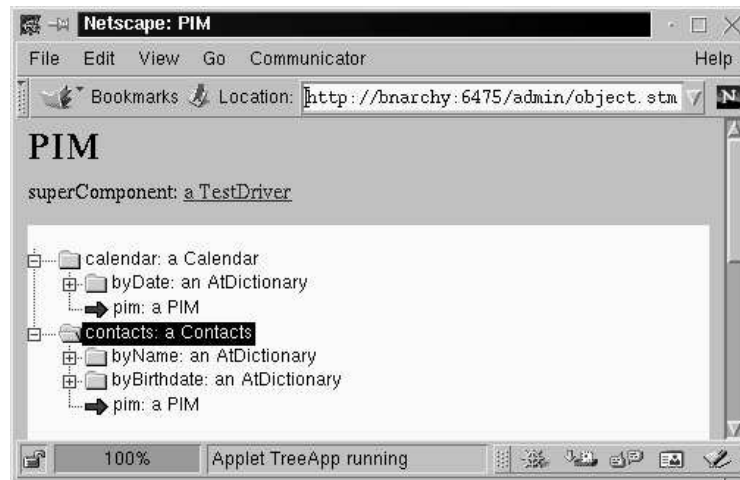 Netscape: PIM
File Edit View Go Communicator Help
Bookmarks Location: http://bnarchy:6475/admin/object.stm N
PIM
superComponent: a TestDriver
calendar: a Calendar
byDate: an AtDictionary
pim: a PIM
contacts: a Contacts
byName: an AtDictionary
byBirthdate: an AtDictionary
pim: a PIM
100% Applet TreeApp running